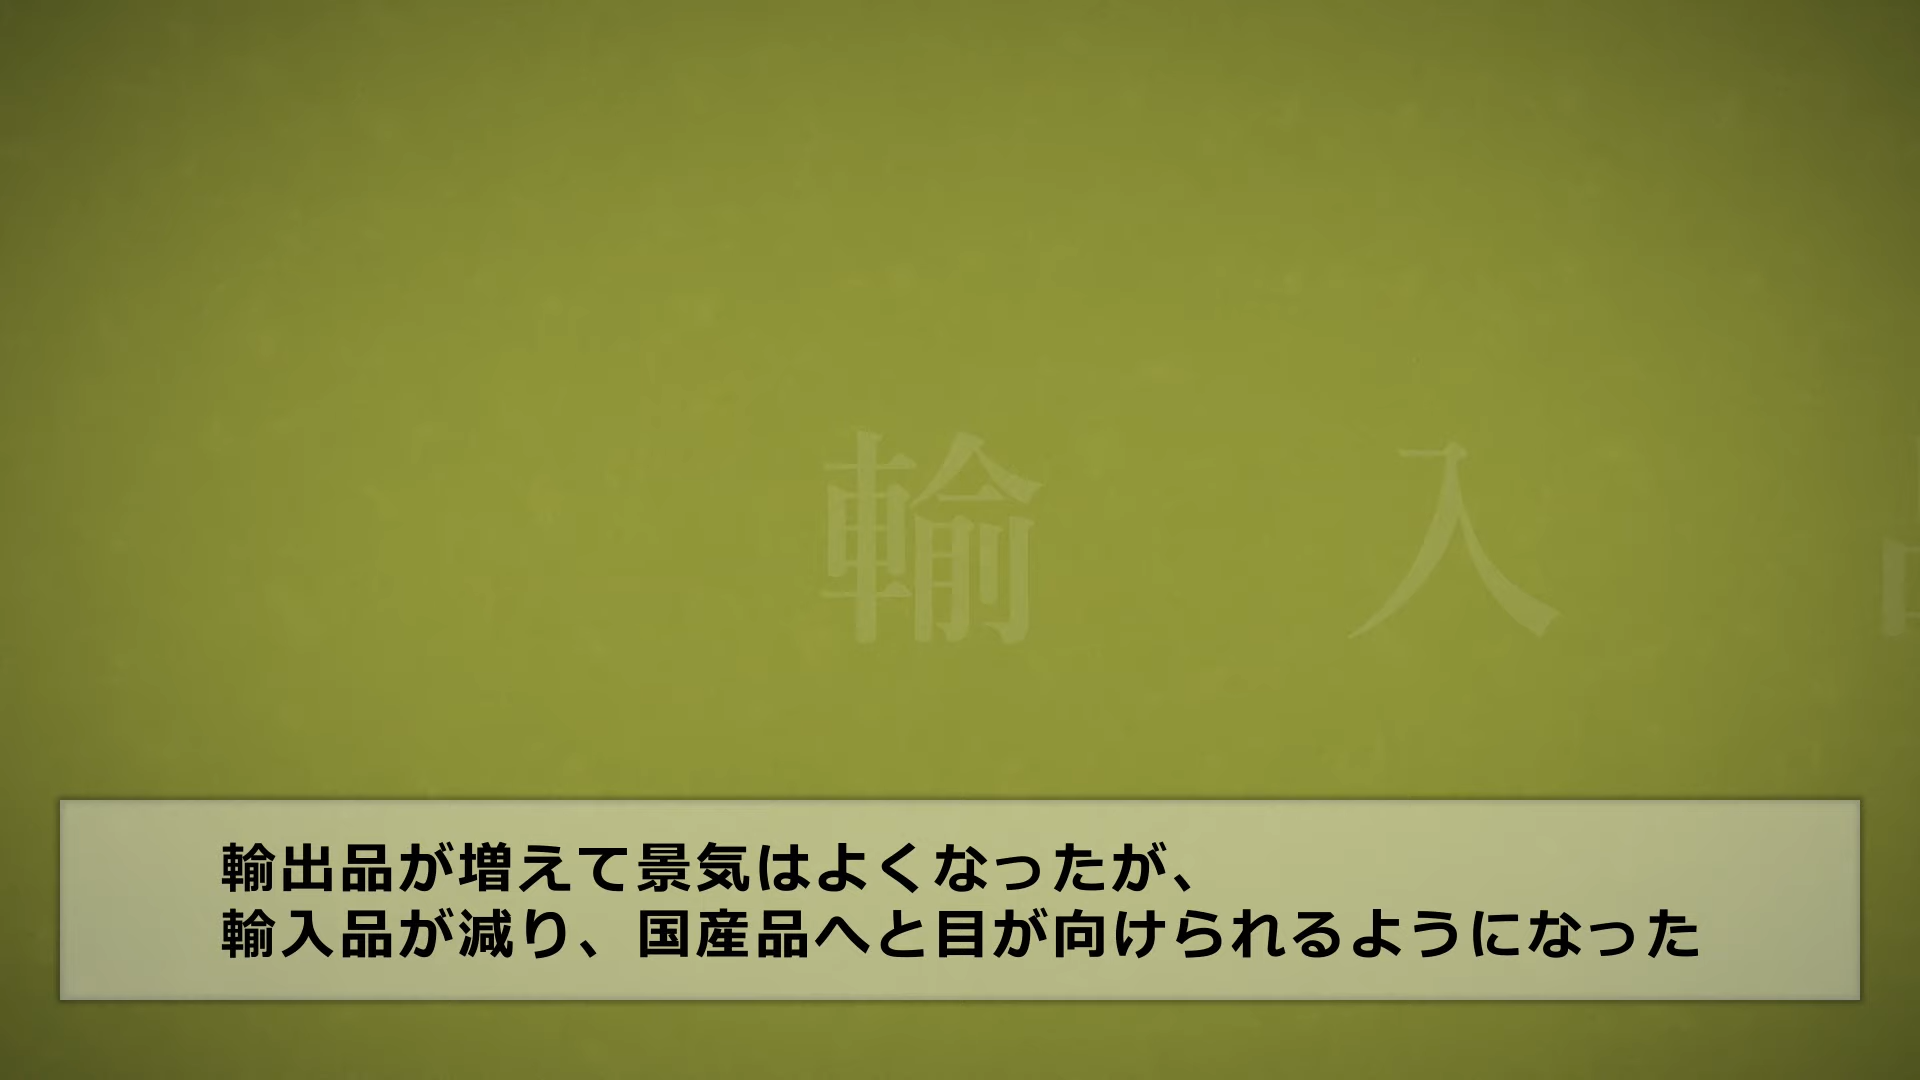 輸入
輸出品が増えて景気はよくなったが、
輸入品が減り、国産品へと目が向けられるようになった